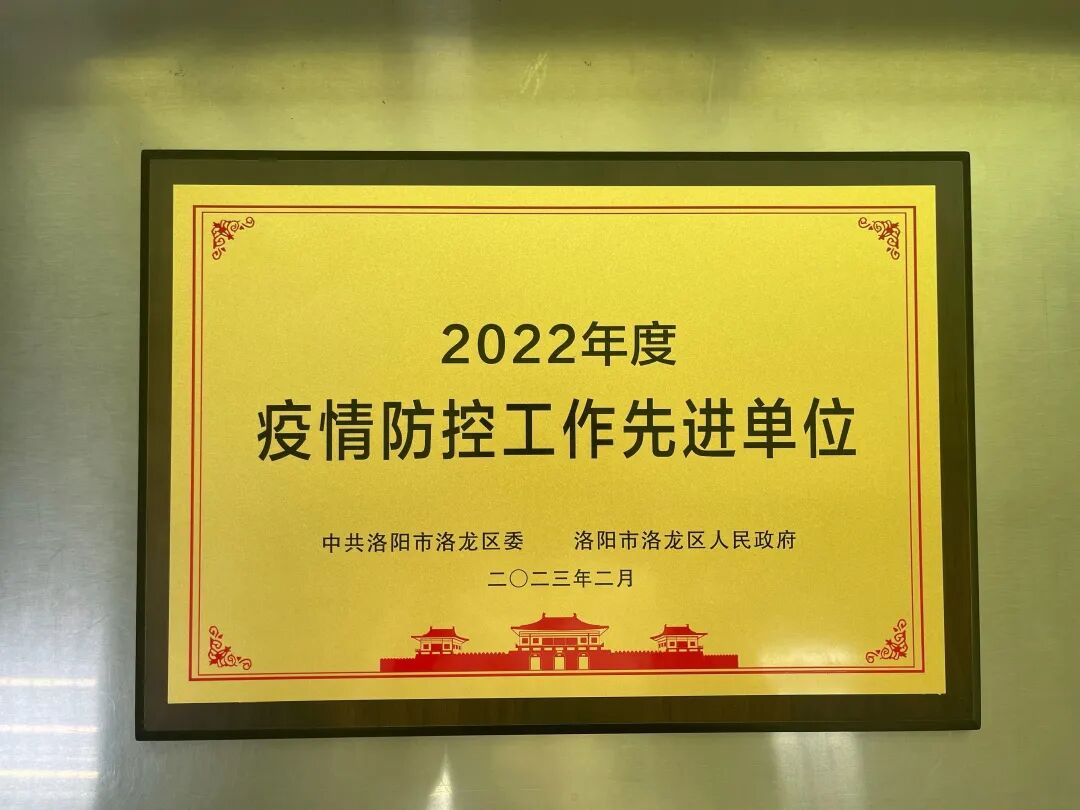 2022年度
疫情防控工作先进单位
中共洛阳市洛龙区委 洛阳市洛龙区人民政府
二〇二三年二月